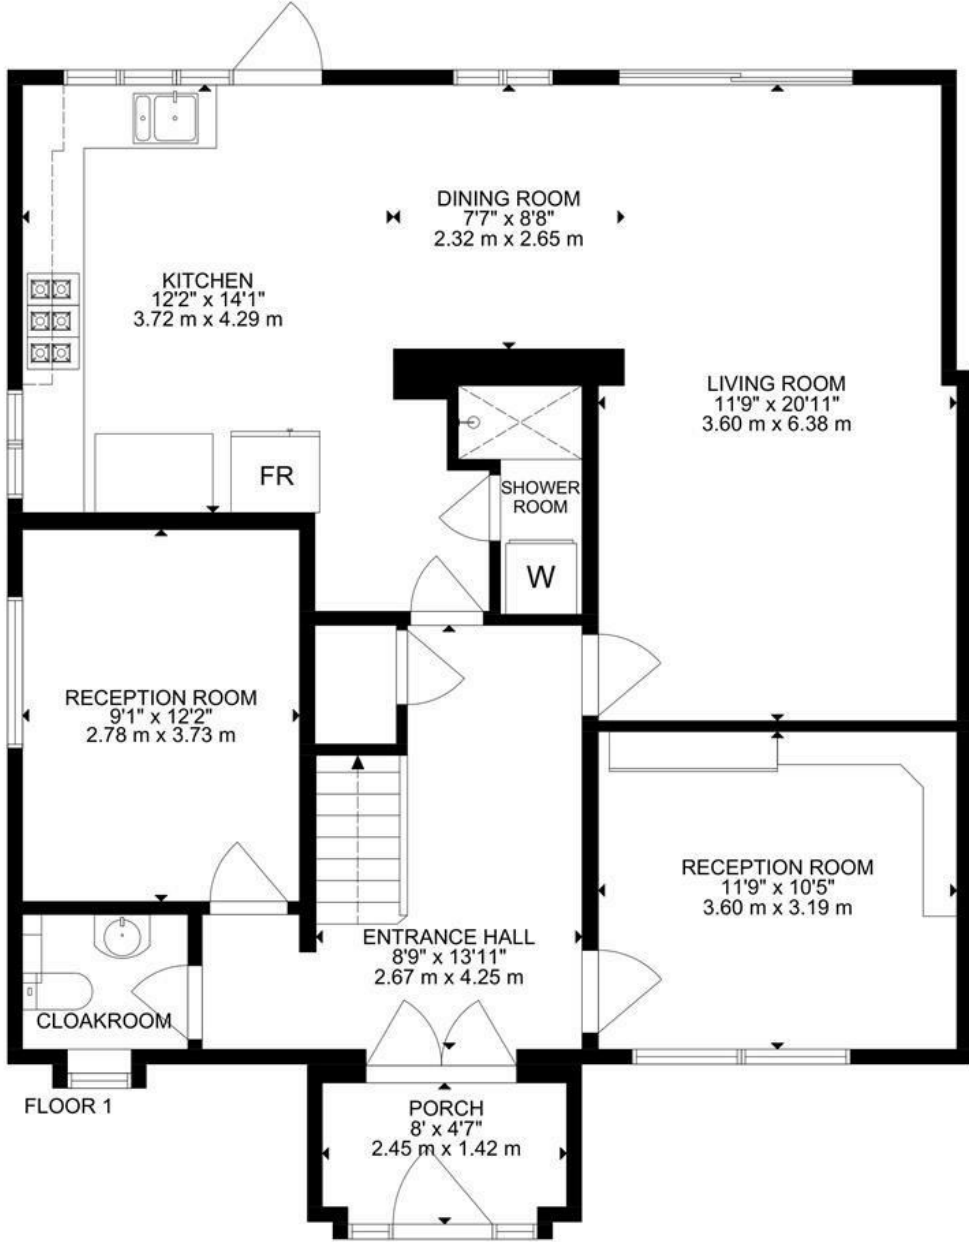 DINING ROOM
7'7" x 8'8"
2.32 m x 2.65 m
KITCHEN
12'2" x 14'1"
3.72 m x 4.29 m
LIVING ROOM
11'9" x 20'11"
3.60 m x 6.38 m
FR
SHOWER
ROOM
W
RECEPTION ROOM
9'1" x 12'2"
2.78 m x 3.73 m
RECEPTION ROOM
11'9" x 10'5"
3.60 m x 3.19 m
ENTRANCE HALL
8'9" x 13'11"
2.67 m x 4.25 m
CLOAKROOM
FLOOR 1
PORCH
8' x 4'7"
2.45 m x 1.42 m